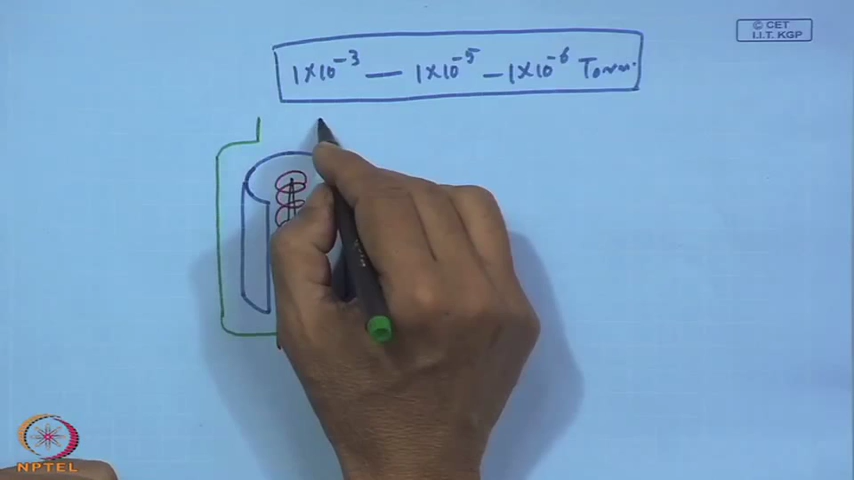 © CET
I.I.T. KGP
1×10⁻³ — 1×10⁻⁵ – 1×10⁻⁶ Torr.
NPTEL